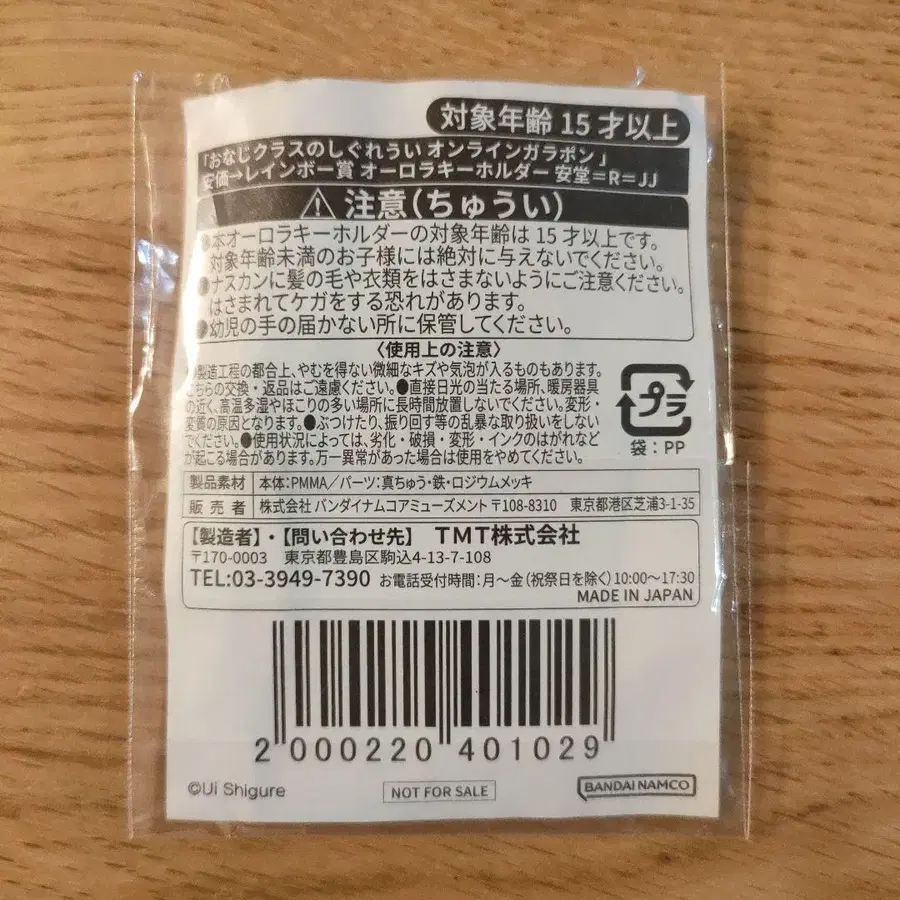 対象年齢 15 才以上
「おなじクラスのしぐれうい オンラインガラポン」
安価→レインボー賞 オーロラキーホルダー 安堂＝R＝JJ
⚠ 注意（ちゅうい）
●本オーロラキーホルダーの対象年齢は 15 才以上です。
対象年齢未満のお子様には絶対に与えないでください。
●ナスカンに髪の毛や衣類をはさまないようにご注意ください。
はさまれてケガをする恐れがあります。
●幼児の手の届かない所に保管してください。
〈使用上の注意〉
製造工程の都合上、やむを得ない微細なキズや気泡が入るものもあります。
こちらの交換・返品はご遠慮ください。●直接日光の当たる場所、暖房器具
の近く、高温多湿やほこりの多い場所に長時間放置しないでください。変形・
変質の原因となります。●ぶつけたり、振り回す等の乱暴な取り扱いをしない
でください。●使用状況によっては、劣化・破損・変形・インクのはがれなど
が起こる場合があります。万一異常があった場合は使用をやめてください。
プラ
袋：PP
製品素材 本体：PMMA／パーツ：真ちゅう・鉄・ロジウムメッキ
販売者 株式会社 バンダイナムコアミューズメント 〒108-8310 東京都港区芝浦3-1-35
【製造者】・【問い合わせ先】 TMT株式会社
〒170-0003 東京都豊島区駒込4-13-7-108
TEL:03-3949-7390 お電話受付時間：月〜金（祝祭日を除く）10:00〜17:30
MADE IN JAPAN
2 000220 401029
©Ui Shigure
NOT FOR SALE
BANDAI NAMCO